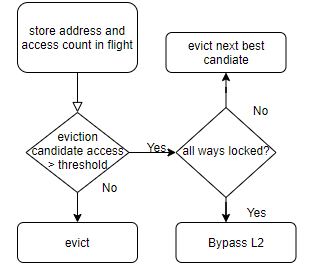 store address and
access count in flight
evict next best
candiate
eviction
candidate access
> threshold
Yes
all ways locked?
No
No
Yes
evict
Bypass L2